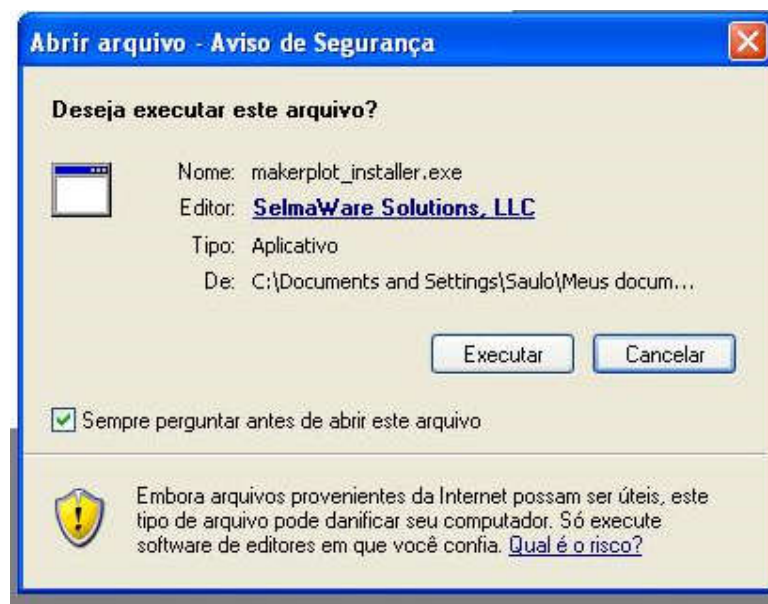 Abrir arquivo - Aviso de Segurança
Deseja executar este arquivo?
Nome: makerplot_installer.exe
Editor: SelmaWare Solutions, LLC
Tipo: Aplicativo
De: C:\Documents and Settings\Saulo\Meus docum...
Executar Cancelar
Sempre perguntar antes de abrir este arquivo
Embora arquivos provenientes da Internet possam ser úteis, este
tipo de arquivo pode danificar seu computador. Só execute
software de editores em que você confia. Qual é o risco?